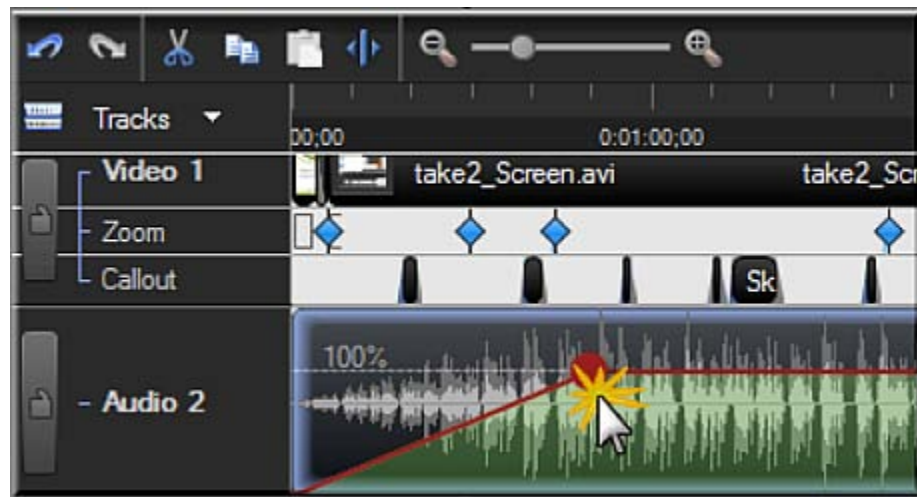 Tracks
00;00 0:01:00;00
Video 1 take2_Screen.avi take2_Scr
Zoom
Callout Sk
100%
Audio 2